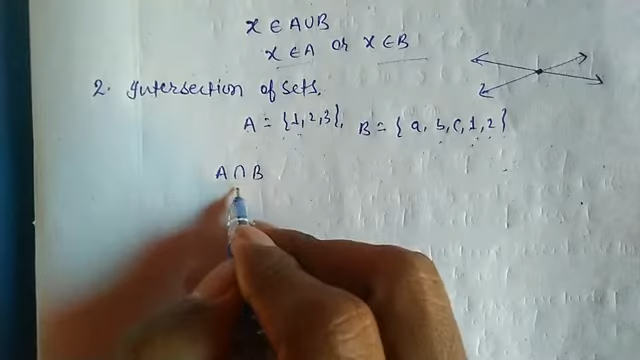 x ∈ A∪B
x ∈ A or x ∈ B
2. Intersection of Sets.
A = {1, 2, 3}, B = {a, b, c, 1, 2}
A ∩ B